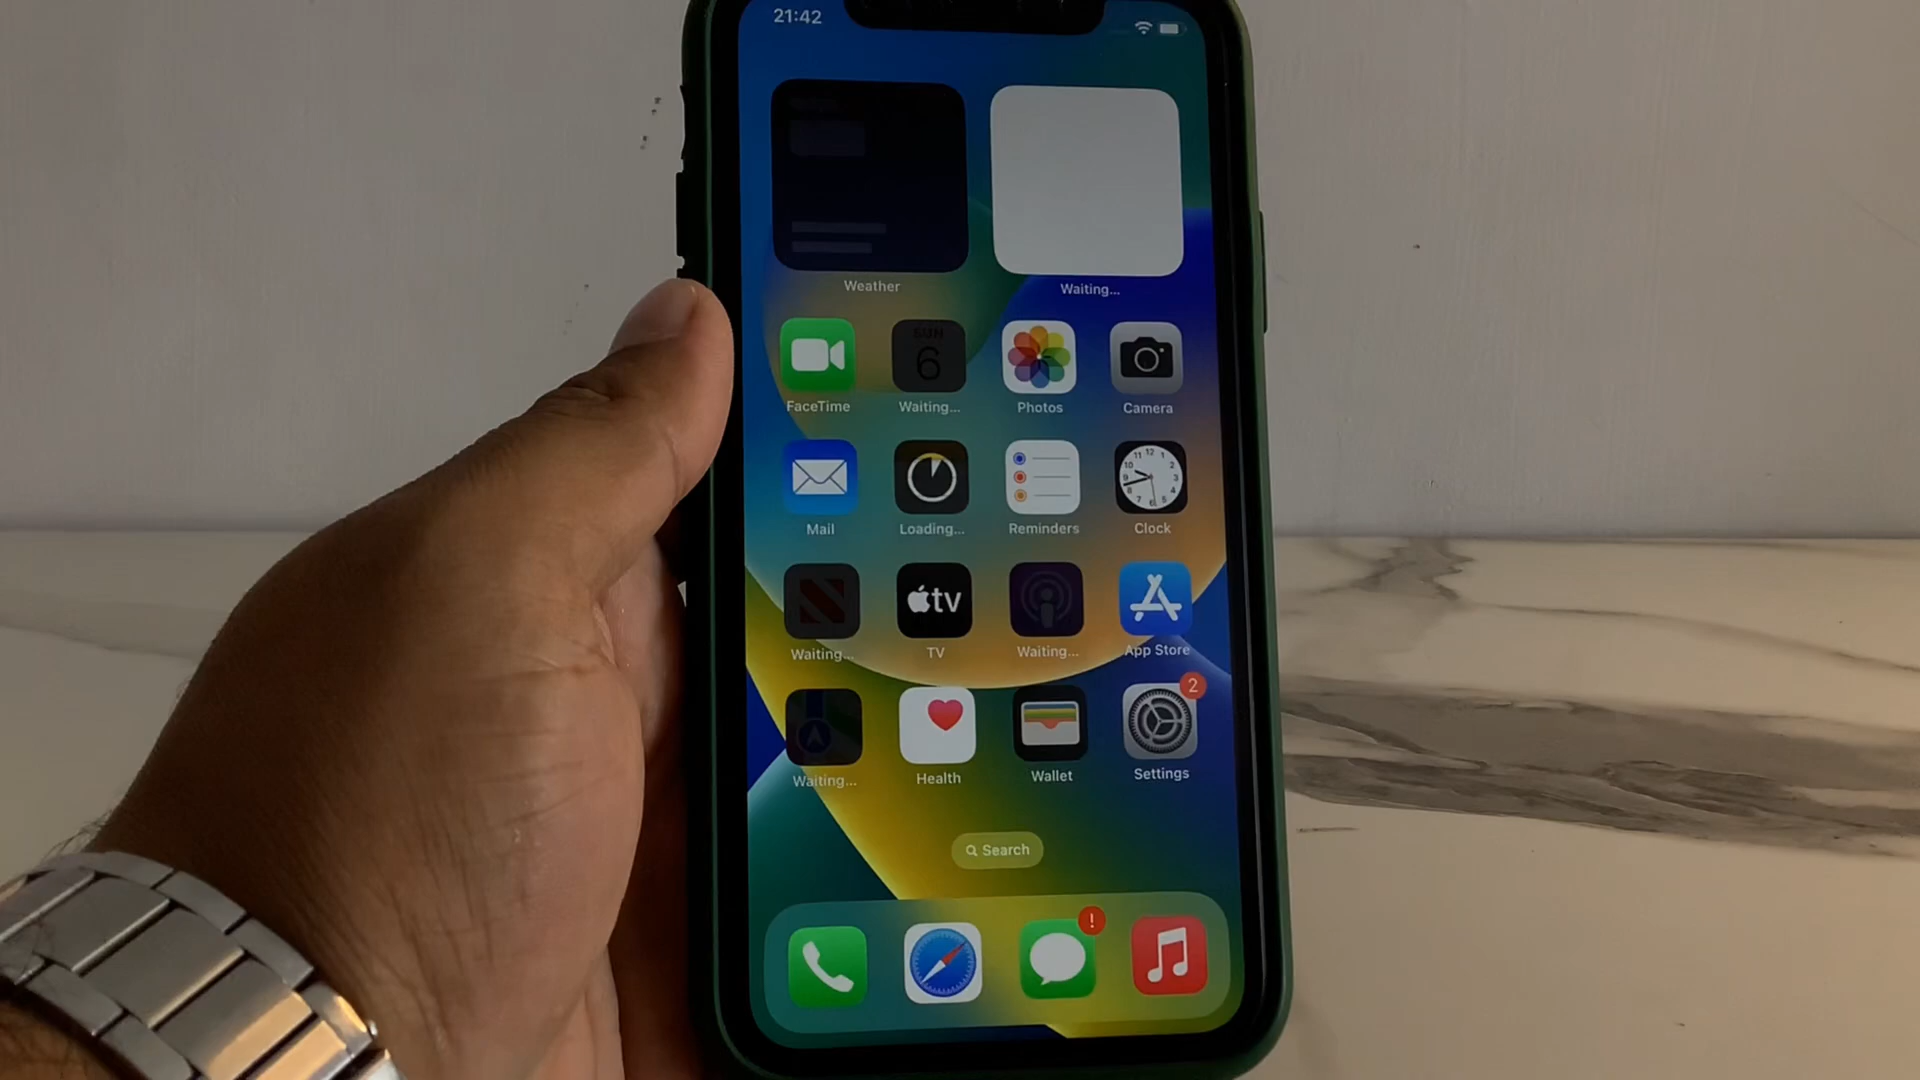 21:42
Weather
Waiting...
SUN
6
FaceTime
Waiting...
Photos
Camera
Mail
Loading...
Reminders
Clock
tv
Waiting...
TV
Waiting...
App Store
2
Waiting...
Health
Wallet
Settings
Search
!